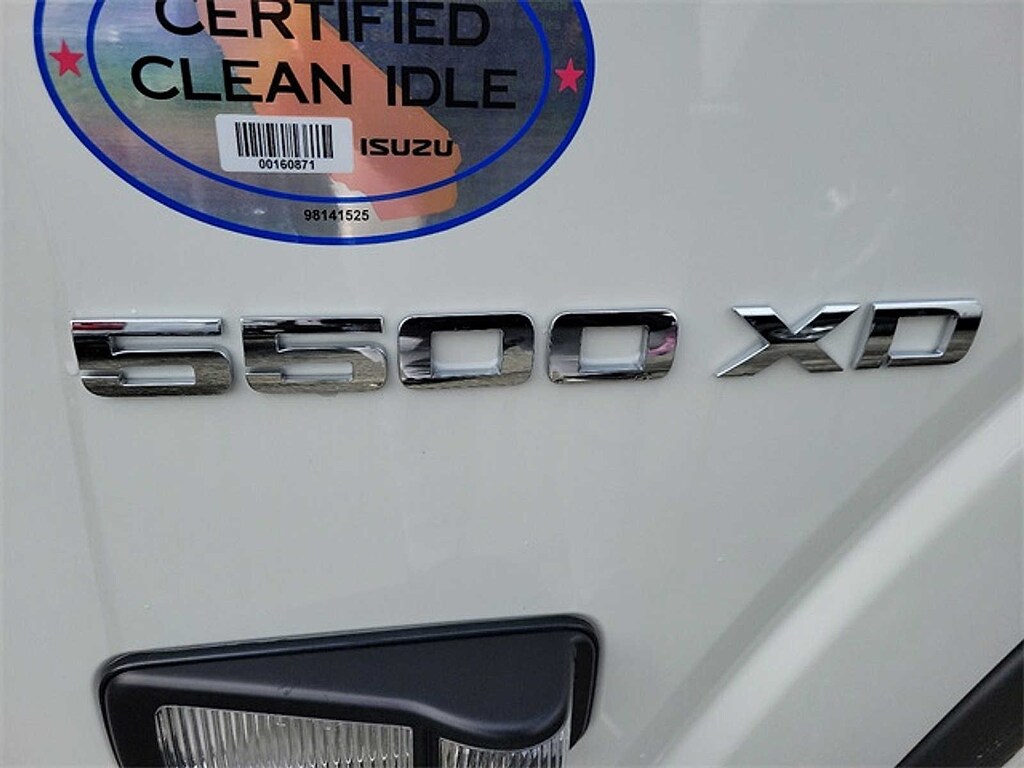 CERTIFIED
CLEAN IDLE
00160871
ISUZU
98141525
5500 XD